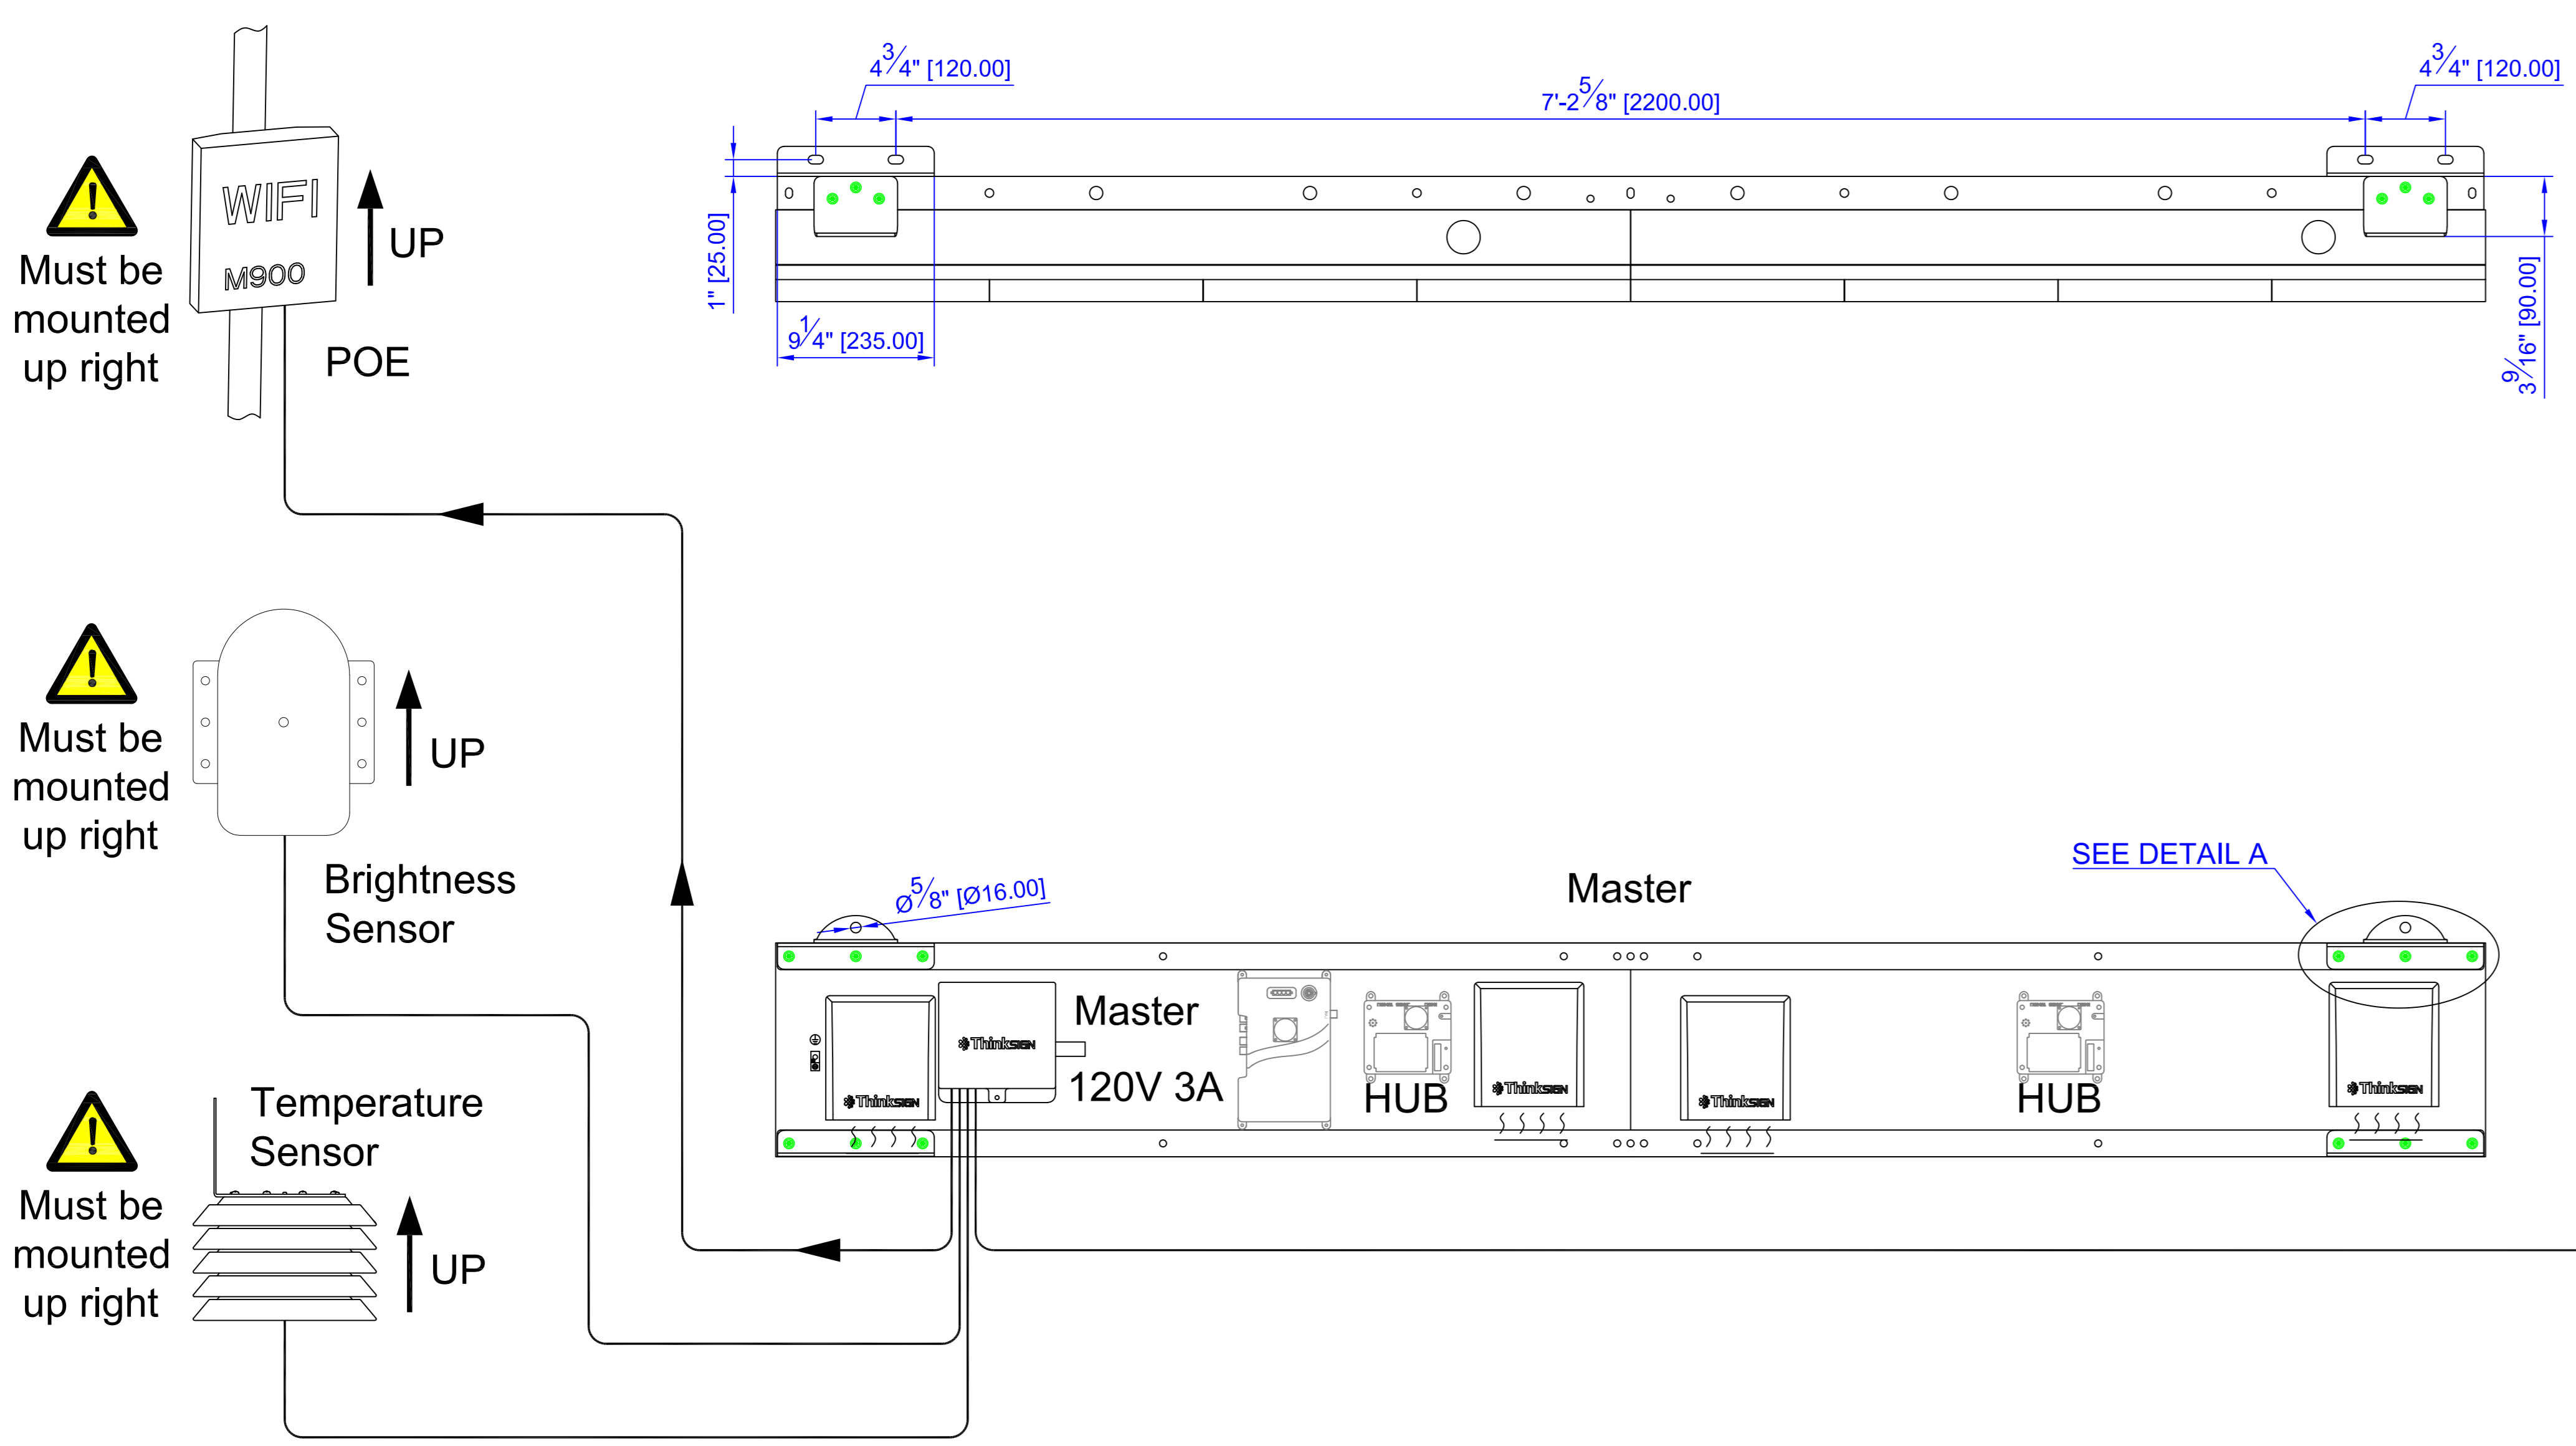 4 3/4" [120.00]
7'-2 5/8" [2200.00]
4 3/4" [120.00]
1" [25.00]
9 1/4" [235.00]
3 9/16" [90.00]
WIFI
M900
UP
Must be
mounted
up right
POE
Must be
mounted
up right
UP
Brightness
Sensor
Ø 5/8" [Ø16.00]
Master
SEE DETAIL A
Master
120V 3A
ThinkSIGN
ThinkSIGN
HUB
ThinkSIGN
ThinkSIGN
HUB
ThinkSIGN
Temperature
Sensor
Must be
mounted
up right
UP